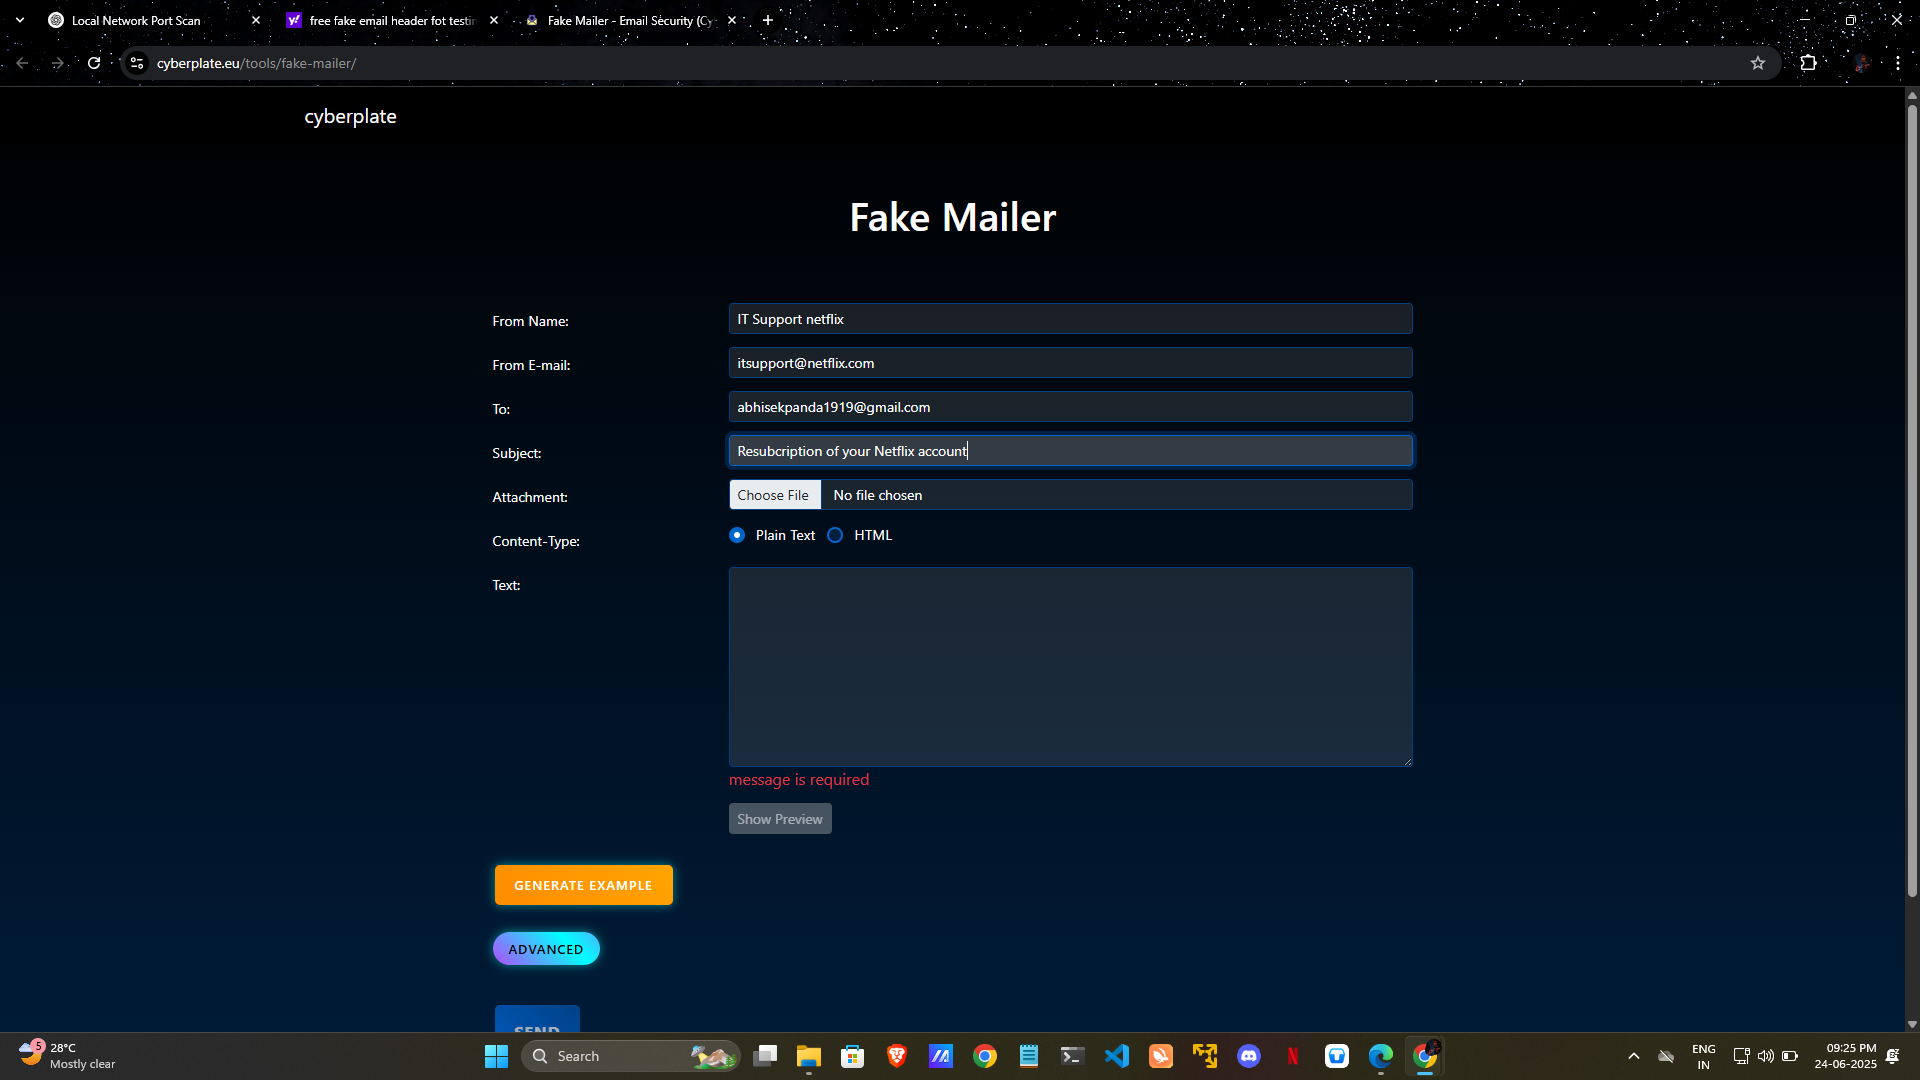 Local Network Port Scan
free fake email header fot testin
Fake Mailer - Email Security (Cy
cyberplate.eu/tools/fake-mailer/
cyberplate
Fake Mailer
From Name:
IT Support netflix
From E-mail:
itsupport@netflix.com
To:
abhisekpanda1919@gmail.com
Subject:
Resubcription of your Netflix account
Attachment:
Choose File No file chosen
Content-Type:
Plain Text HTML
Text:
message is required
Show Preview
GENERATE EXAMPLE
ADVANCED
SEND
5
28°C
Mostly clear
Search
ENG
IN
09:25 PM
24-06-2025